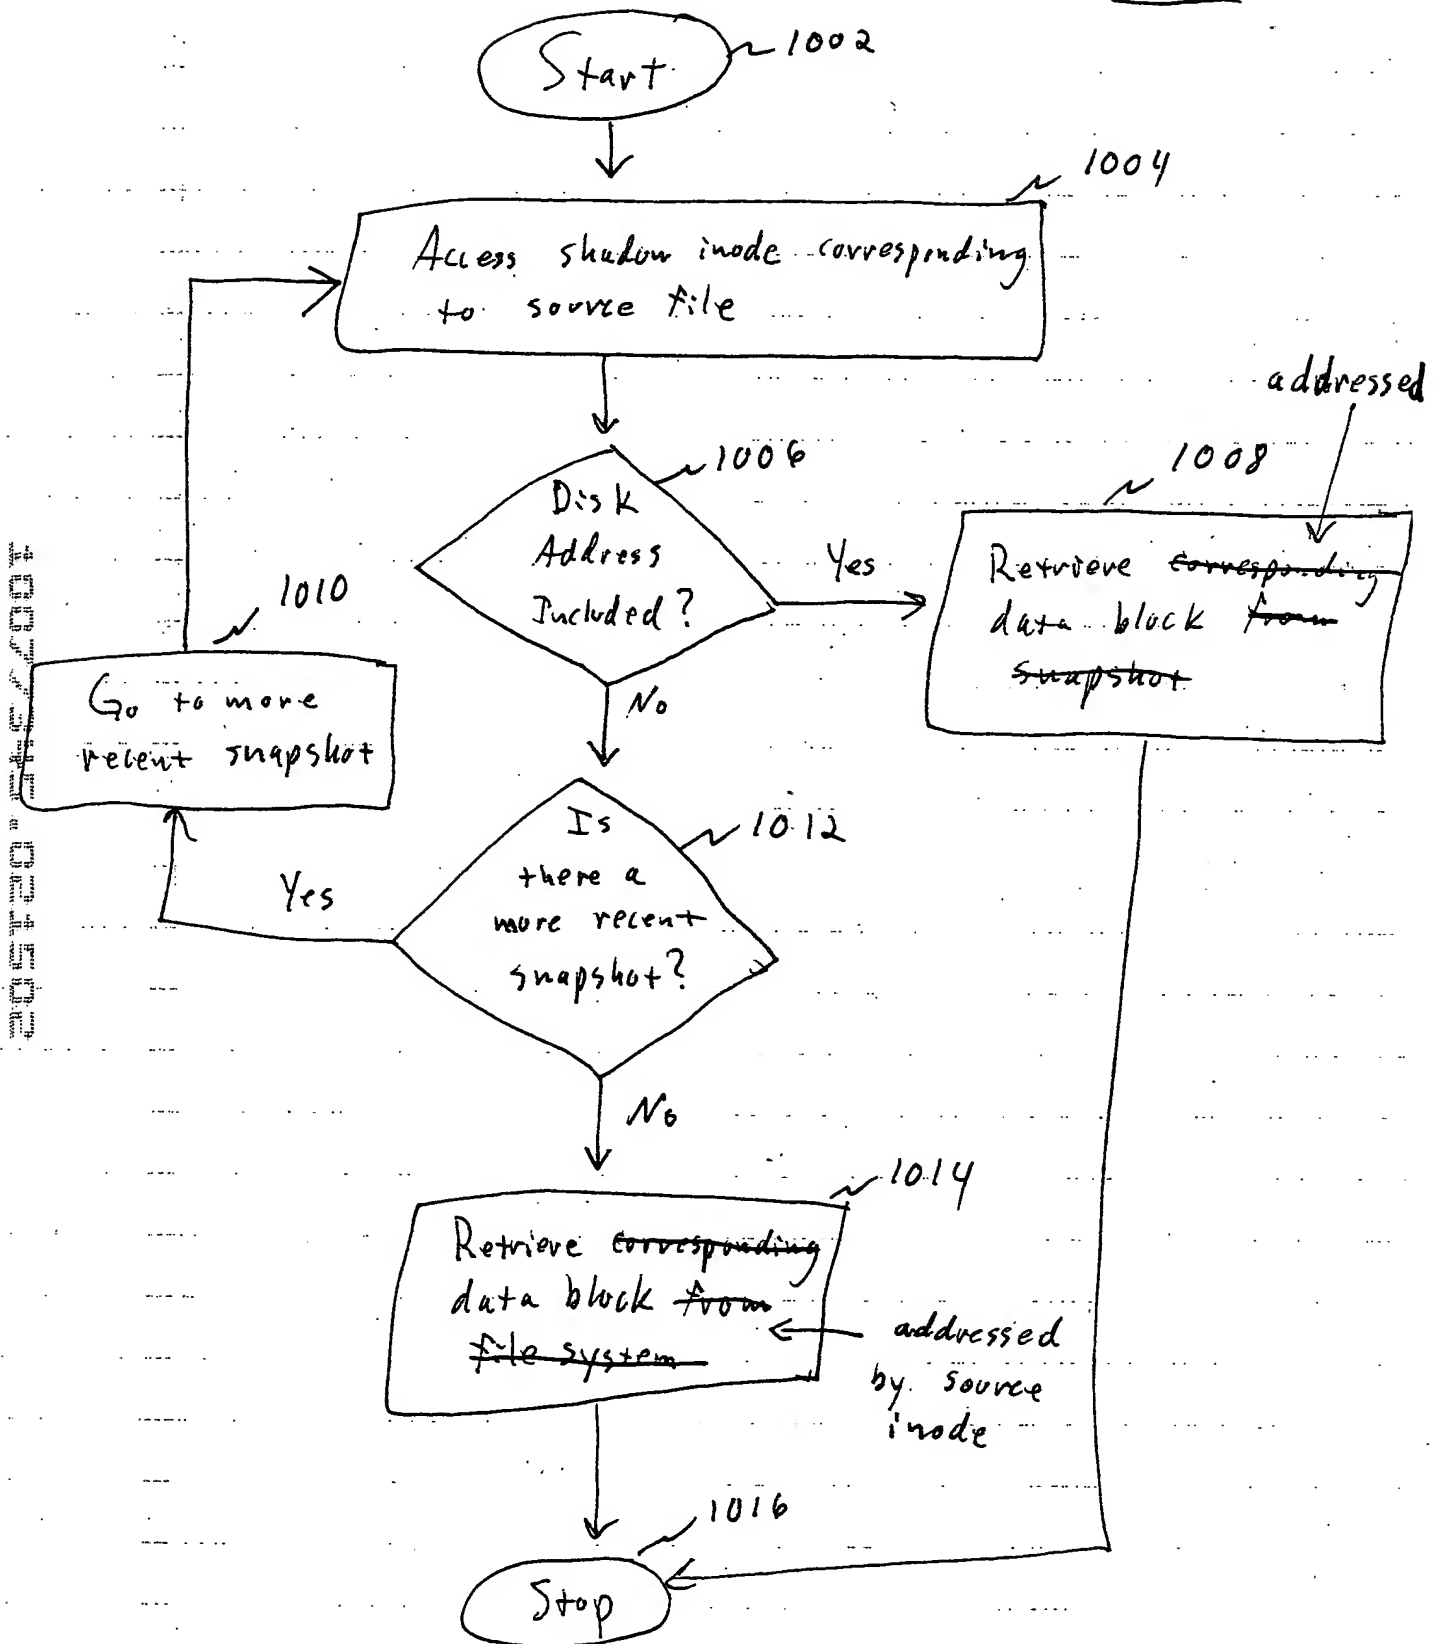 Start
1002
1004
Access shadow inode corresponding
to source file
addressed
1006
1008
Disk
Address
Included?
Yes
Retrieve corresponding
data block from
snapshot
1010
Go to more
recent snapshot
No
Is
there a
more recent
snapshot?
1012
Yes
No
1014
Retrieve corresponding
data block from
file system
addressed
by source
inode
1016
Stop